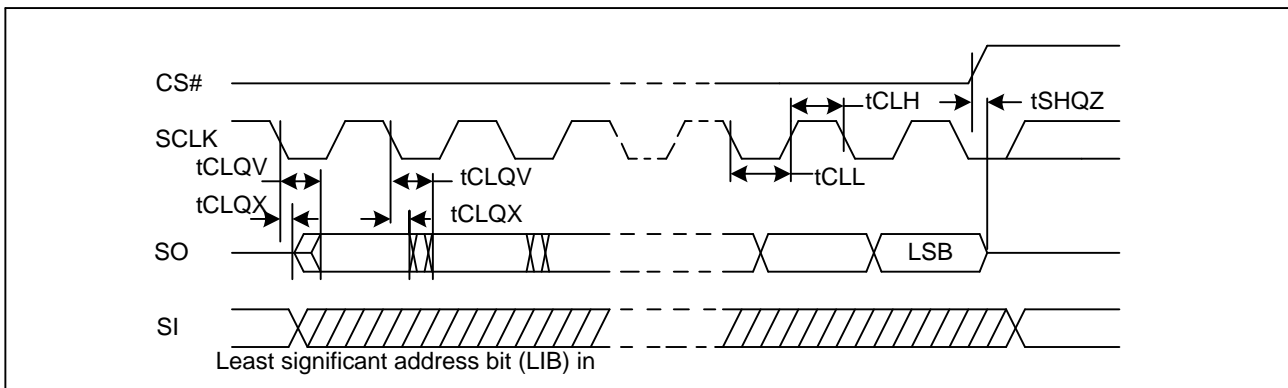 CS#
tCLH
tSHQZ
SCLK
tCLQV
tCLQV
tCLL
tCLQX
tCLQX
SO
LSB
SI
Least significant address bit (LIB) in